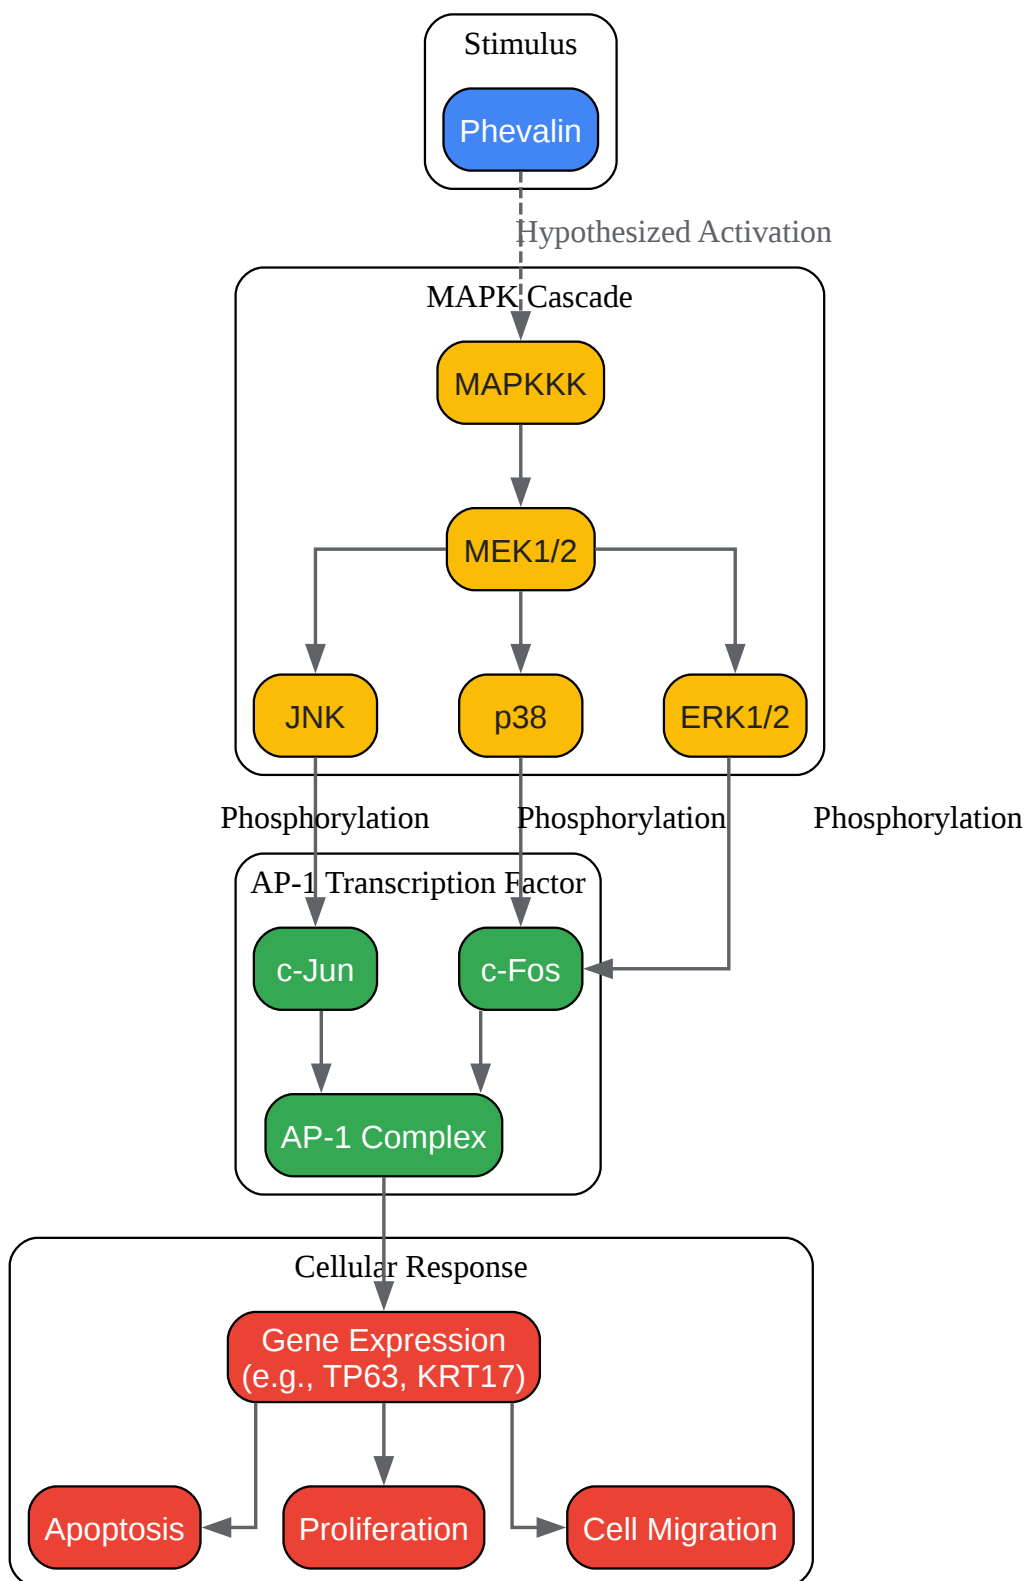 Stimulus
Phevalin
Hypothesized Activation
MAPK Cascade
MAPKKK
MEK1/2
JNK
p38
ERK1/2
Phosphorylation
Phosphorylation
Phosphorylation
AP-1 Transcription Factor
c-Jun
c-Fos
AP-1 Complex
Cellular Response
Gene Expression
(e.g., TP63, KRT17)
Apoptosis
Proliferation
Cell Migration